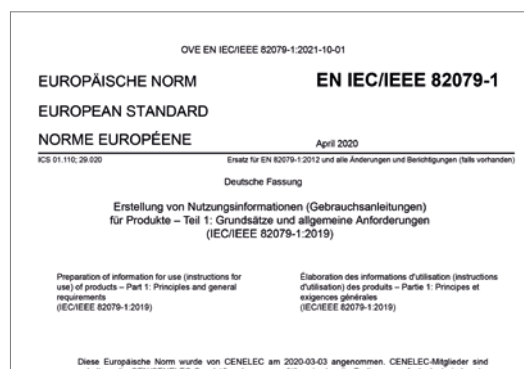 OVE EN IEC/IEEE 82079-1:2021-10-01
EUROPÄISCHE NORM
EN IEC/IEEE 82079-1
EUROPEAN STANDARD
NORME EUROPÉENE
April 2020
ICS 01.110; 29.020
Ersatz für EN 82079-1:2012 und alle Änderungen und Berichtigungen (falls vorhanden)
Deutsche Fassung
Erstellung von Nutzungsinformationen (Gebrauchsanleitungen)
für Produkte – Teil 1: Grundsätze und allgemeine Anforderungen
(IEC/IEEE 82079-1:2019)
Preparation of information for use (instructions for
use) of products – Part 1: Principles and general
requirements
(IEC/IEEE 82079-1:2019)
Élaboration des informations d'utilisation (instructions
d'utilisation) des produits – Partie 1: Principes et
exigences générales
(IEC/IEEE 82079-1:2019)
Diese Europäische Norm wurde von CENELEC am 2020-03-03 angenommen. CENELEC-Mitglieder sind